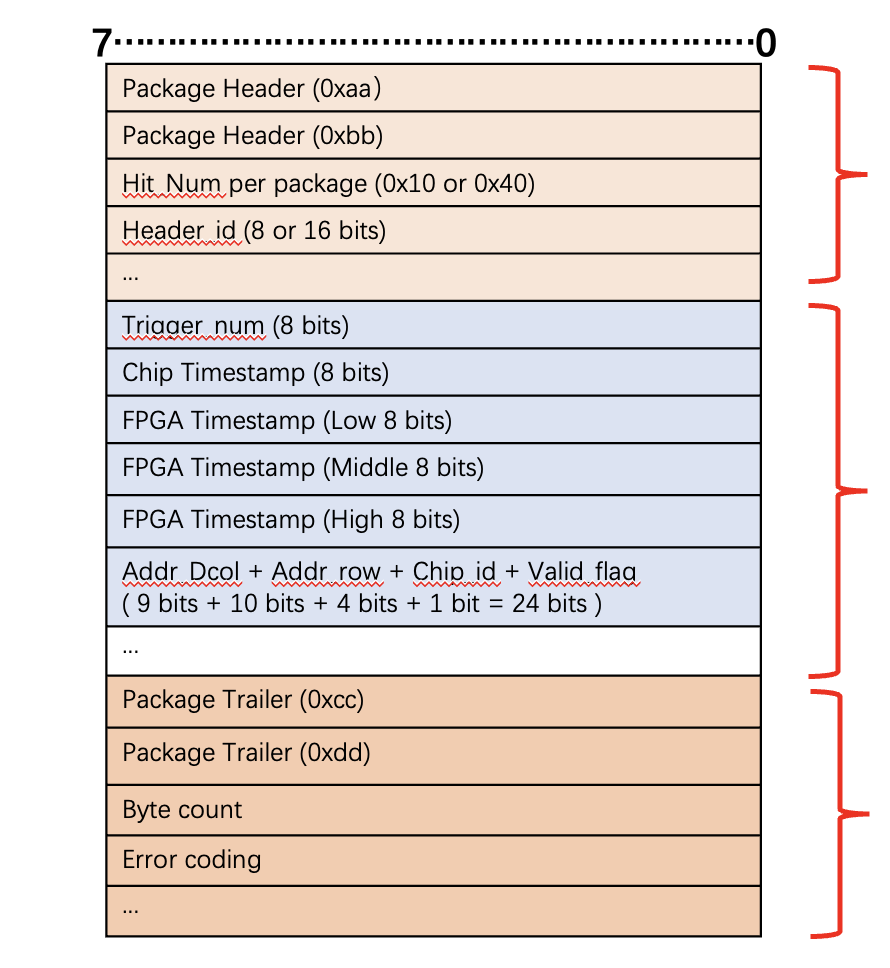 7 0
Package Header (0xaa)
Package Header (0xbb)
Hit_Num per package (0x10 or 0x40)
Header_id (8 or 16 bits)
...
Trigger_num (8 bits)
Chip Timestamp (8 bits)
FPGA Timestamp (Low 8 bits)
FPGA Timestamp (Middle 8 bits)
FPGA Timestamp (High 8 bits)
Addr_Dcol + Addr_row + Chip_id + Valid_flag
( 9 bits + 10 bits + 4 bits + 1 bit = 24 bits )
...
Package Trailer (0xcc)
Package Trailer (0xdd)
Byte count
Error coding
...